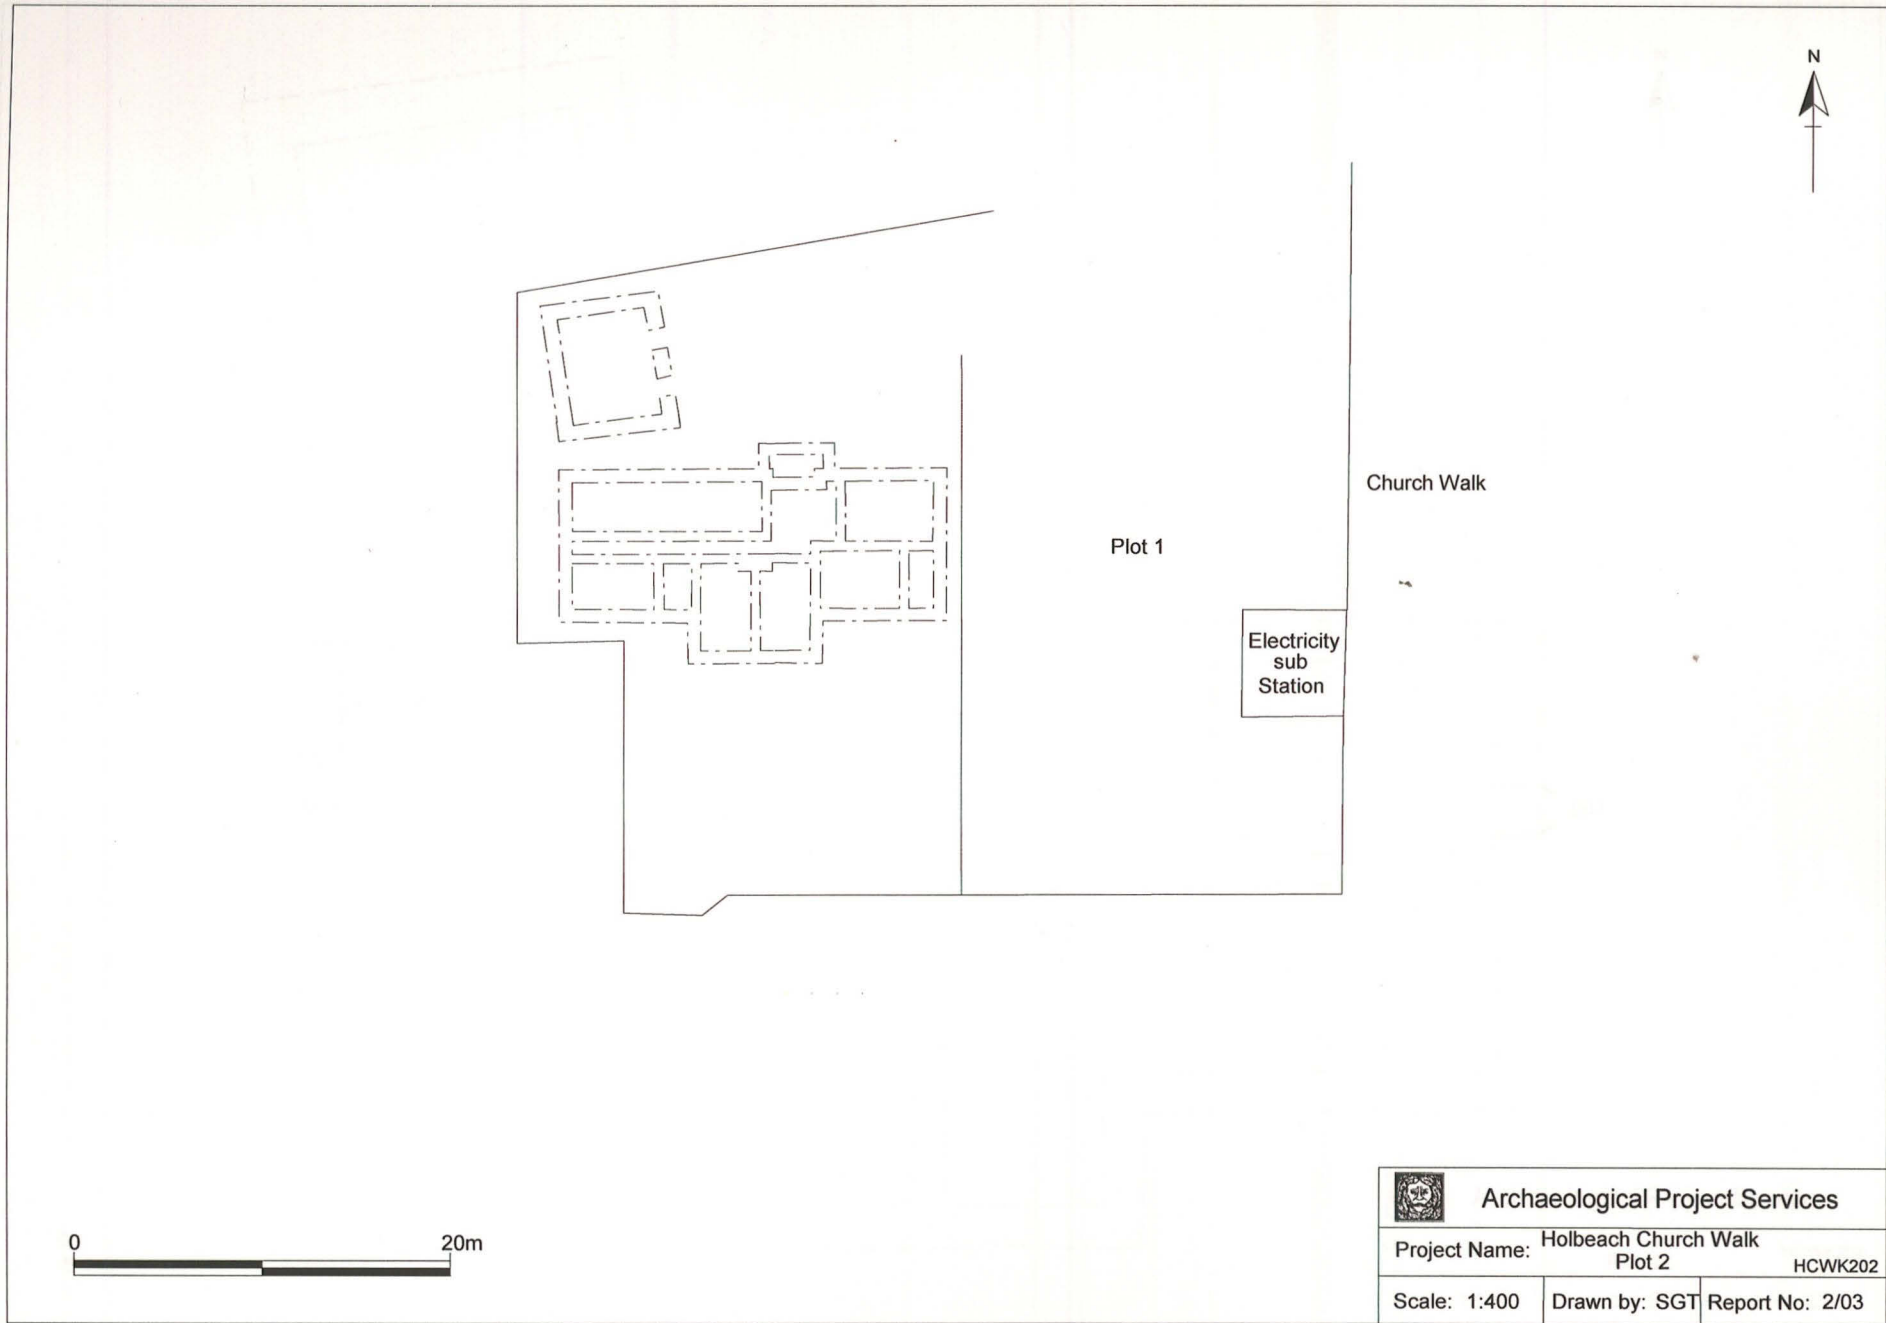 N
Church Walk
Plot 1
Electricity
sub
Station
0 20m
Archaeological Project Services
Project Name: Holbeach Church Walk
Plot 2 HCWK202
Scale: 1:400 Drawn by: SGT Report No: 2/03